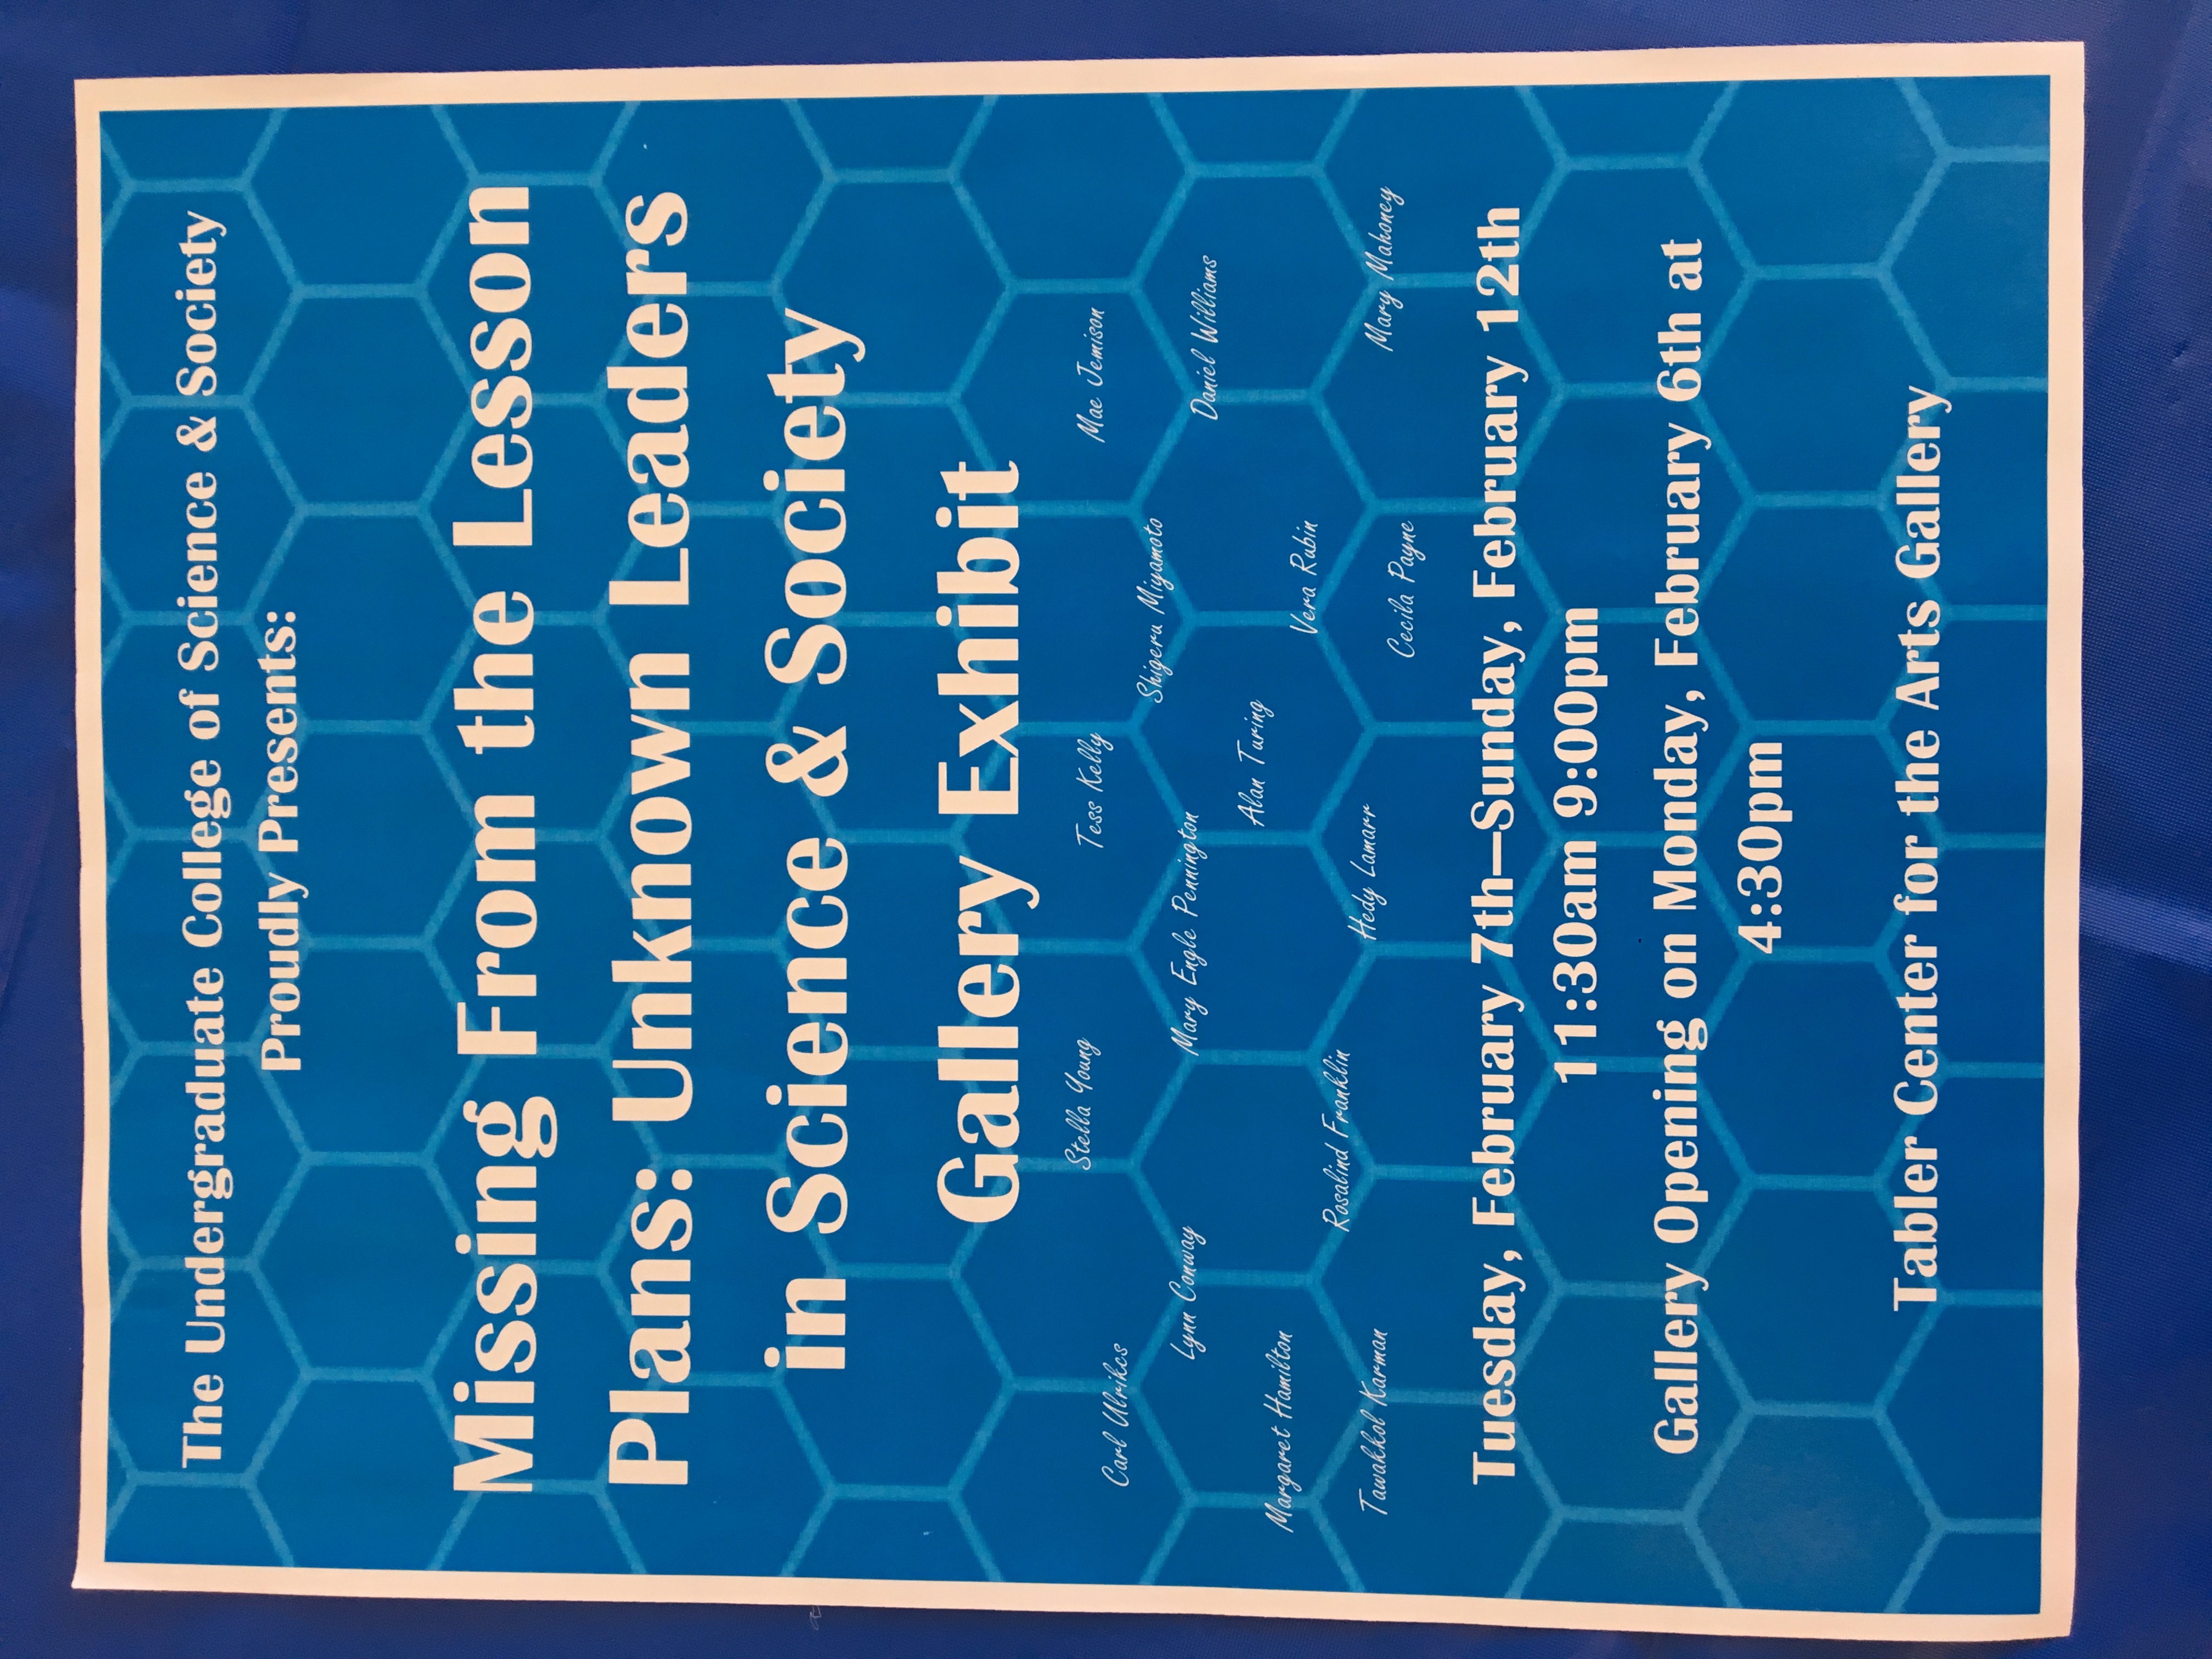 The Undergraduate College of Science & Society
Proudly Presents:
Missing From the Lesson
Plans: Unknown Leaders
in Science & Society
Gallery Exhibit
Stella Young
Tess Kelly
Mae Jemison
Carl Ulrikcs
Shigeru Miyamoto
Lynn Conway
Mary Engle Pennington
Daniel Williams
Alan Turing
Margaret Hamilton
Vera Rubin
Rosalind Franklin
Hedy Lamarr
Tawakkol Karman
Mary Mahoney
Cecila Payne
Tuesday, February 7th—Sunday, February 12th
11:30am 9:00pm
Gallery Opening on Monday, February 6th at
4:30pm
Tabler Center for the Arts Gallery